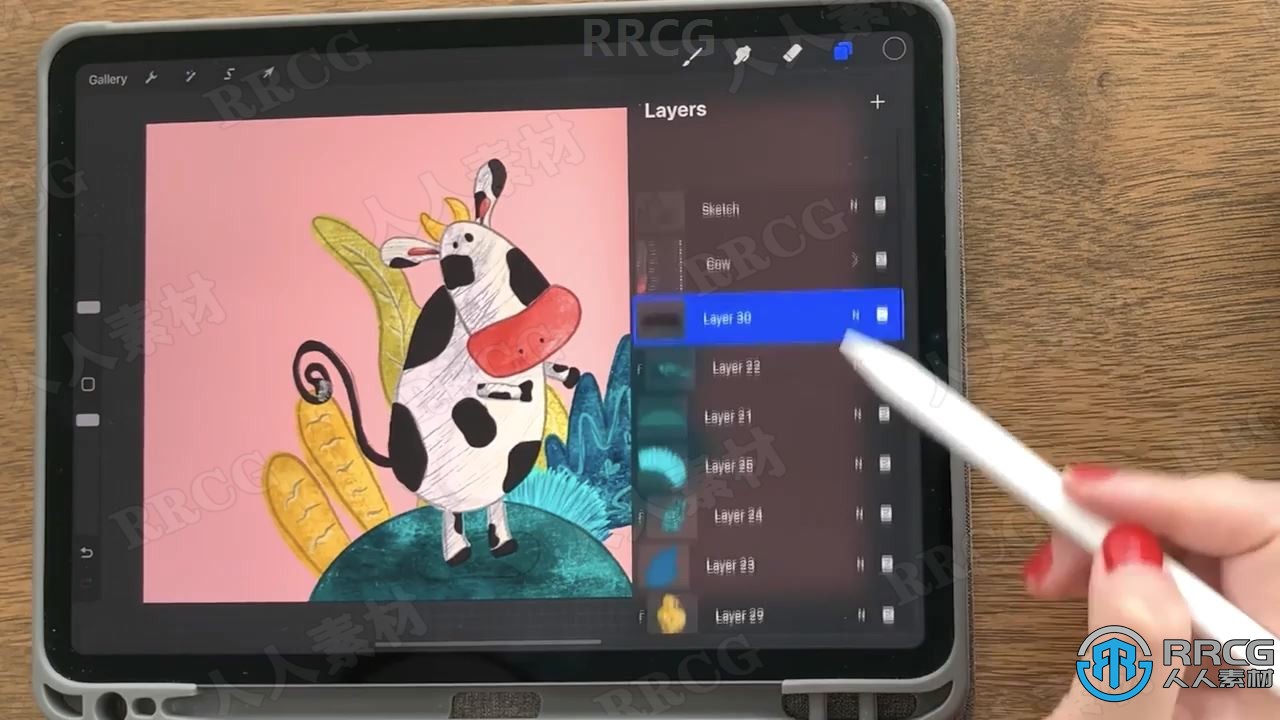 RRCG
Gallery
Layers
Sketch
N
Cow
Layer 30
N
Layer 22
Layer 21
N
Layer 25
N
Layer 24
N
Layer 23
N
Layer 29
N
RRCG
人人素材
RRCG
人人素材
RRCG
人人素材
RRCG
人人素材
RRCG
人人素材
RRCG
人人素材